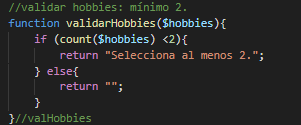 //validar hobbies: mínimo 2.
function validarHobbies($hobbies){
if (count($hobbies) <2){
return "Selecciona al menos 2.";
} else{
return "";
}
}//valHobbies